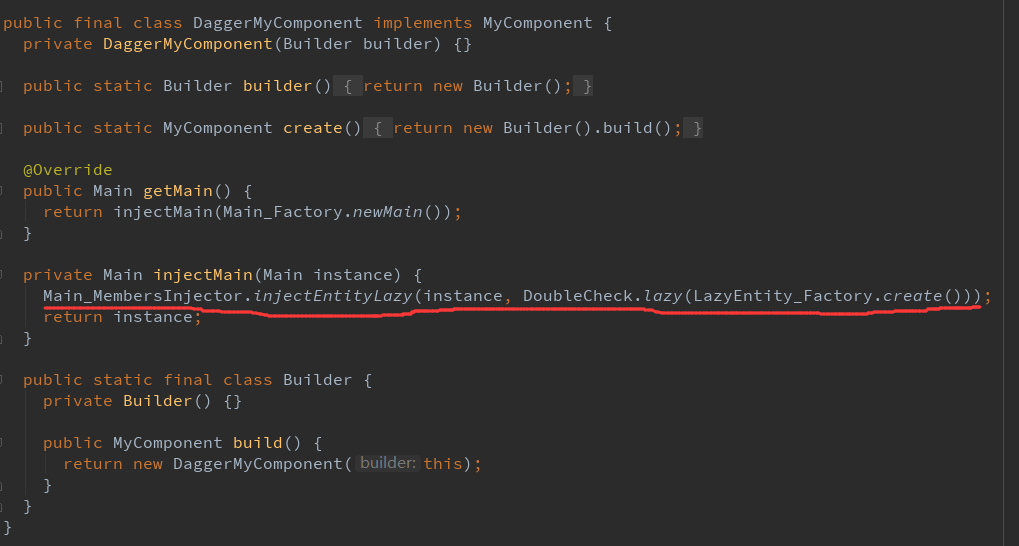 public final class DaggerMyComponent implements MyComponent {
private DaggerMyComponent(Builder builder) {}
public static Builder builder() { return new Builder(); }
public static MyComponent create() { return new Builder().build(); }
@Override
public Main getMain() {
return injectMain(Main_Factory.newMain());
}
private Main injectMain(Main instance) {
Main_MembersInjector.injectEntityLazy(instance, DoubleCheck.lazy(LazyEntity_Factory.create()));
return instance;
}
public static final class Builder {
private Builder() {}
public MyComponent build() {
return new DaggerMyComponent( builder: this);
}
}
}